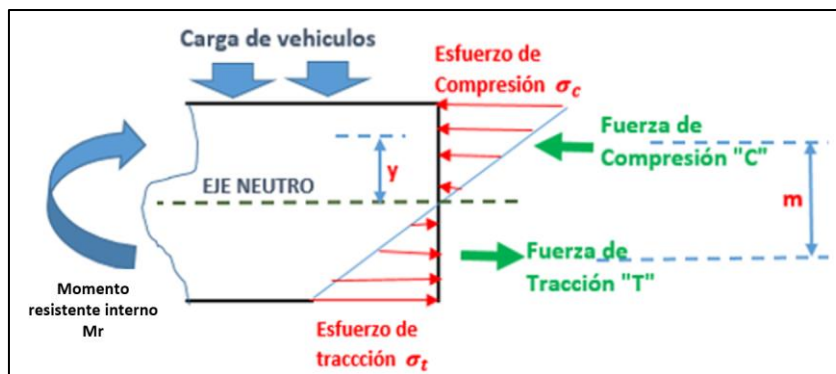 Carga de vehiculos
Esfuerzo de
Compresión σc
Fuerza de
Compresión "C"
y
EJE NEUTRO
m
Fuerza de
Tracción "T"
Momento
resistente interno
Mr
Esfuerzo de
traccción σt